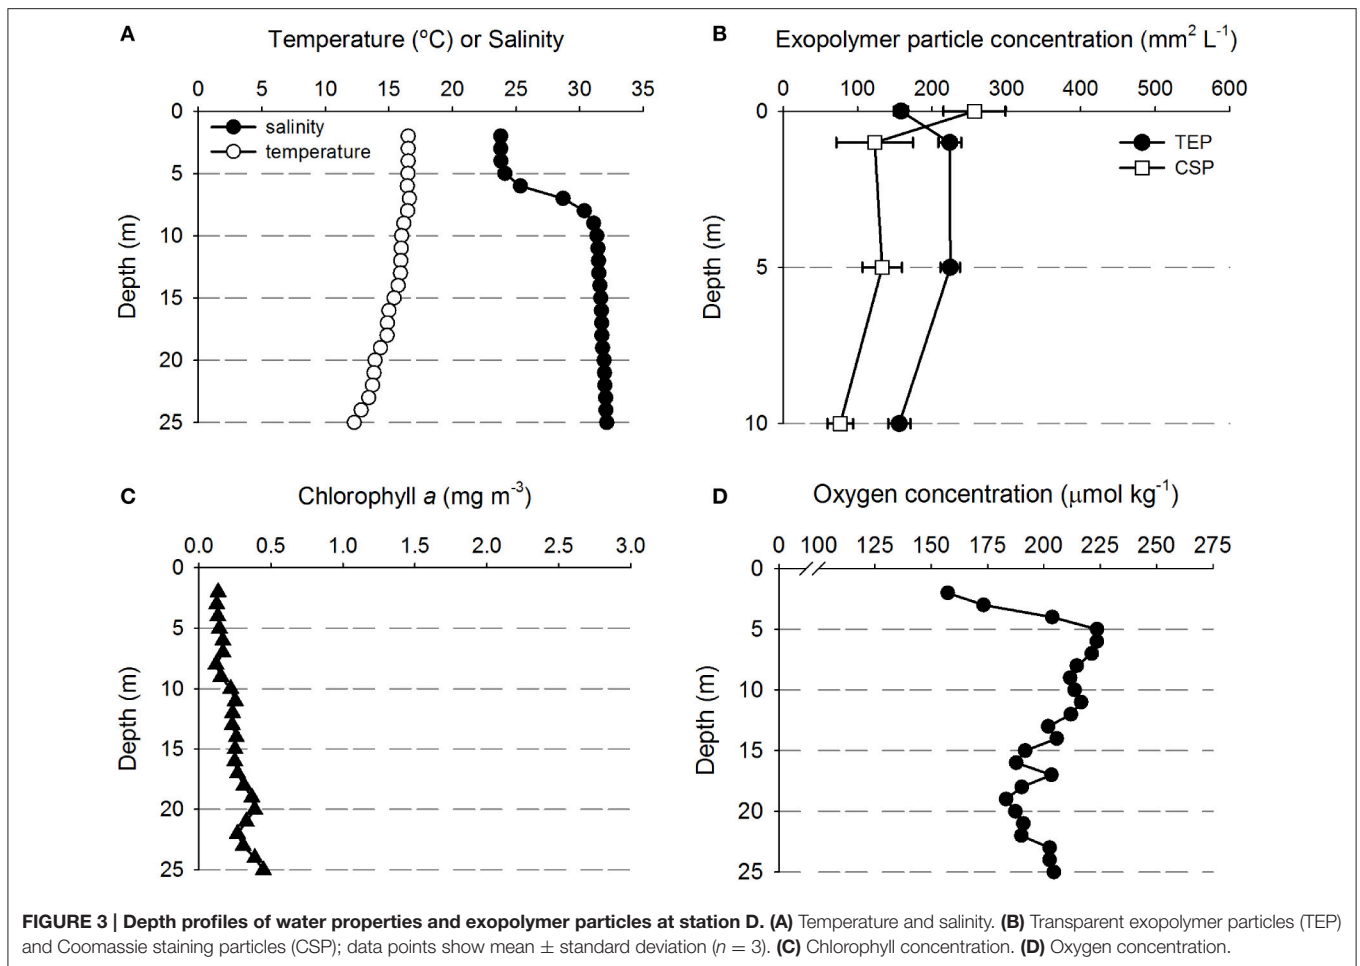 A
Temperature (ºC) or Salinity
0 5 10 15 20 25 30 35
0
5
10
15
20
25
Depth (m)
salinity
temperature
B
Exopolymer particle concentration (mm2 L-1)
0 100 200 300 400 500 600
0
5
10
Depth (m)
TEP
CSP
C
Chlorophyll a (mg m-3)
0.0 0.5 1.0 1.5 2.0 2.5 3.0
0
5
10
15
20
25
Depth (m)
D
Oxygen concentration (μmol kg-1)
0 100 125 150 175 200 225 250 275
0
5
10
15
20
25
Depth (m)
FIGURE 3 | Depth profiles of water properties and exopolymer particles at station D. (A) Temperature and salinity. (B) Transparent exopolymer particles (TEP)
and Coomassie staining particles (CSP); data points show mean ± standard deviation (n = 3). (C) Chlorophyll concentration. (D) Oxygen concentration.